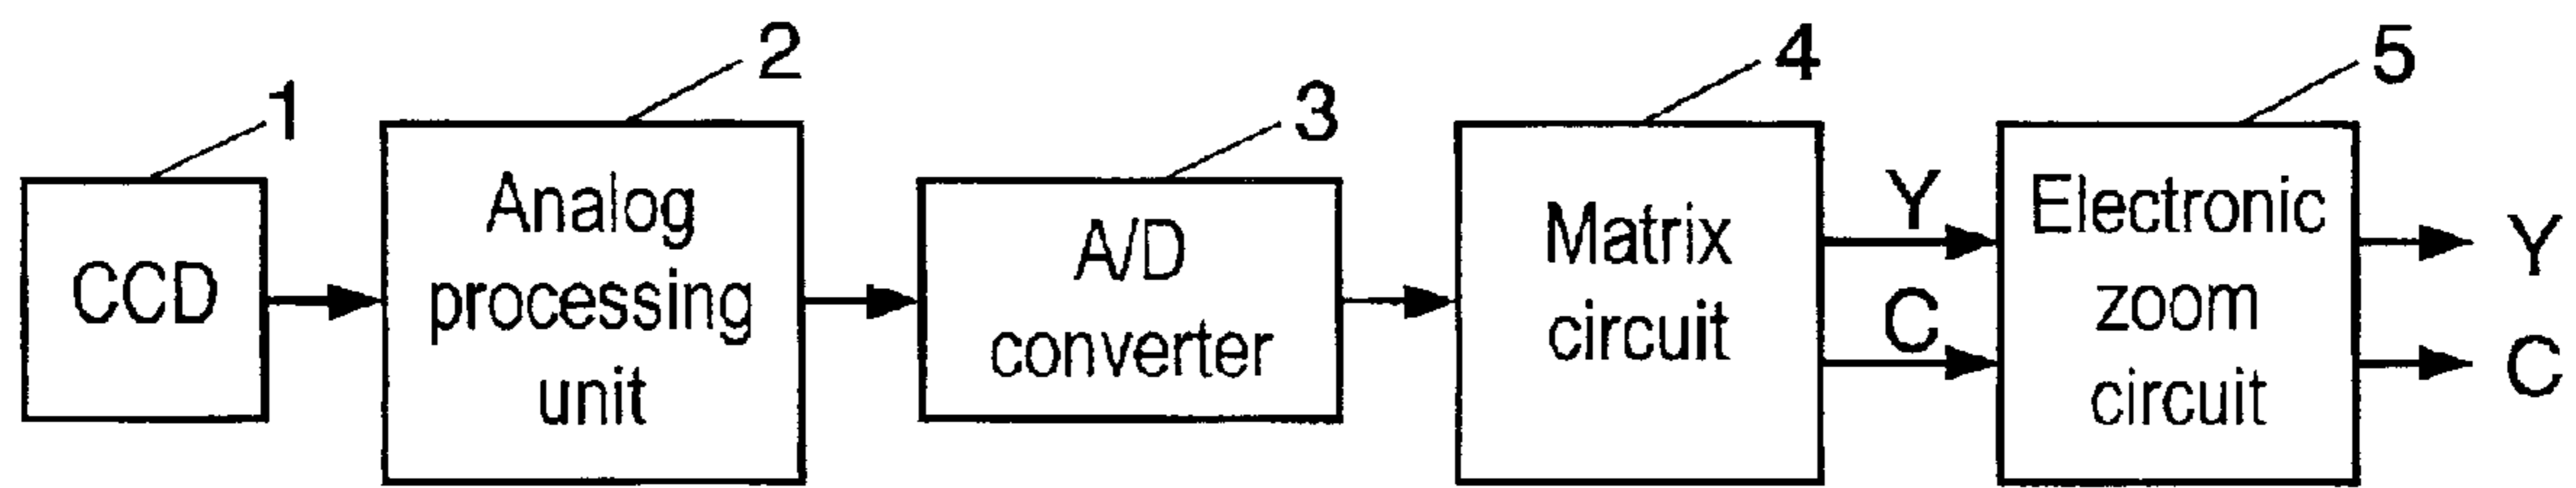 1
CCD
2
Analog
processing
unit
3
A/D
converter
4
Matrix
circuit
Y
C
5
Electronic
zoom
circuit
Y
C